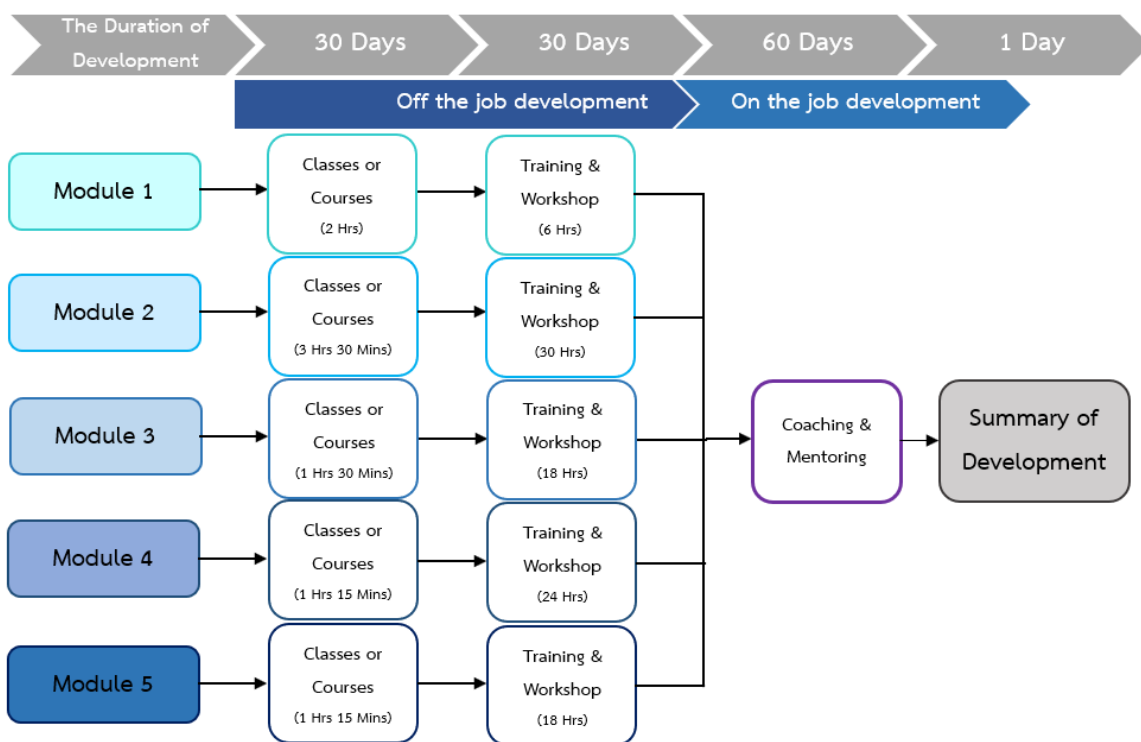 The Duration of
Development
30 Days
30 Days
60 Days
1 Day
Off the job development
On the job development
Module 1
Classes or
Courses
(2 Hrs)
Training &
Workshop
(6 Hrs)
Module 2
Classes or
Courses
(3 Hrs 30 Mins)
Training &
Workshop
(30 Hrs)
Module 3
Classes or
Courses
(1 Hrs 30 Mins)
Training &
Workshop
(18 Hrs)
Coaching &
Mentoring
Summary of
Development
Module 4
Classes or
Courses
(1 Hrs 15 Mins)
Training &
Workshop
(24 Hrs)
Module 5
Classes or
Courses
(1 Hrs 15 Mins)
Training &
Workshop
(18 Hrs)